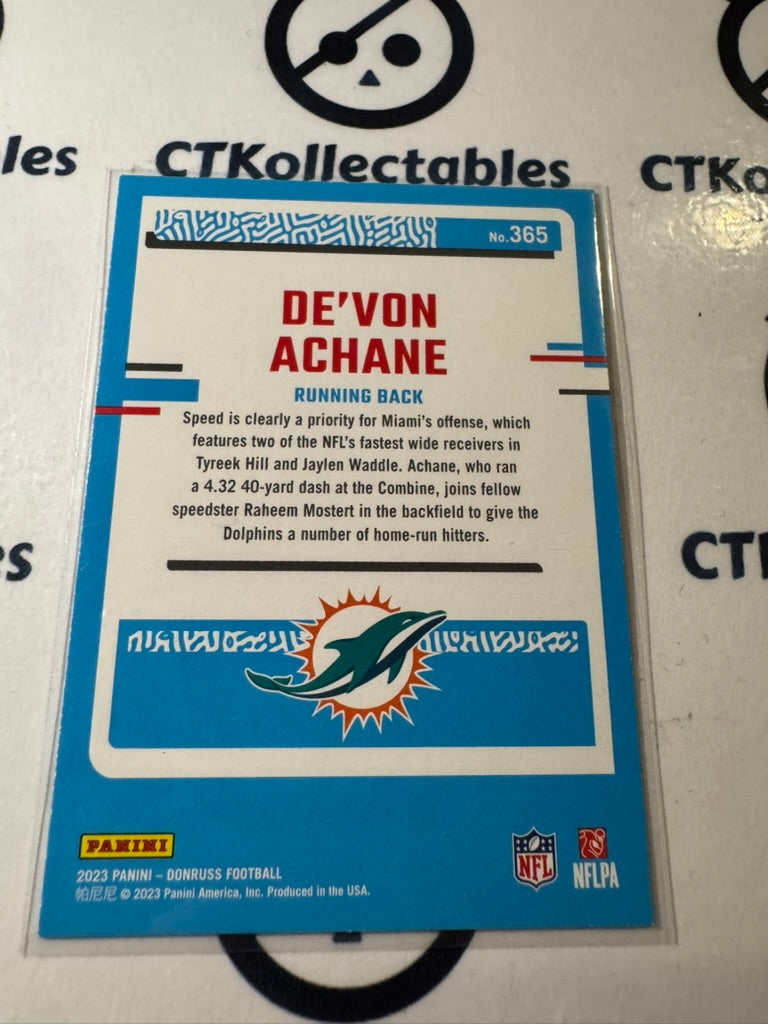 les
CTKollectables
CTKo
No.365
DE'VON
ACHANE
RUNNING BACK
Speed is clearly a priority for Miami's offense, which
features two of the NFL's fastest wide receivers in
Tyreek Hill and Jaylen Waddle. Achane, who ran
a 4.32 40-yard dash at the Combine, joins fellow
speedster Raheem Mostert in the backfield to give the
Dolphins a number of home-run hitters.
s
CTK
PANINI
2023 PANINI – DONRUSS FOOTBALL
帕尼尼 © 2023 Panini America, Inc. Produced in the USA.
NFL
NFLPA